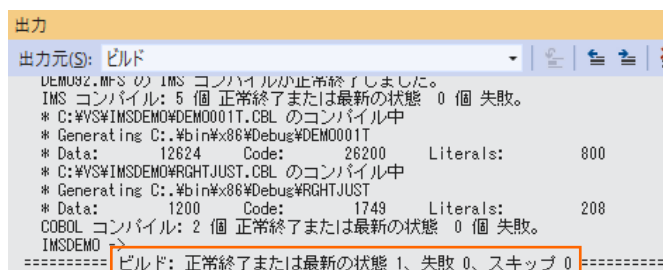 出力
出力元(S): ビルド
DEMO92.MFS の IMS コンパイルが正常終了しました。
IMS コンパイル: 5 個 正常終了または最新の状態 0 個 失敗。
* C:¥VS¥IMSDEMO¥DEMO001T.CBL のコンパイル中
* Generating C:.¥bin¥x86¥Debug¥DEMO001T
* Data: 12624 Code: 26200 Literals: 800
* C:¥VS¥IMSDEMO¥RGHTJUST.CBL のコンパイル中
* Generating C:.¥bin¥x86¥Debug¥RGHTJUST
* Data: 1200 Code: 1749 Literals: 208
COBOL コンパイル: 2 個 正常終了または最新の状態 0 個 失敗。
IMSDEMO ->
========== ビルド: 正常終了または最新の状態 1、失敗 0、スキップ 0 ==========